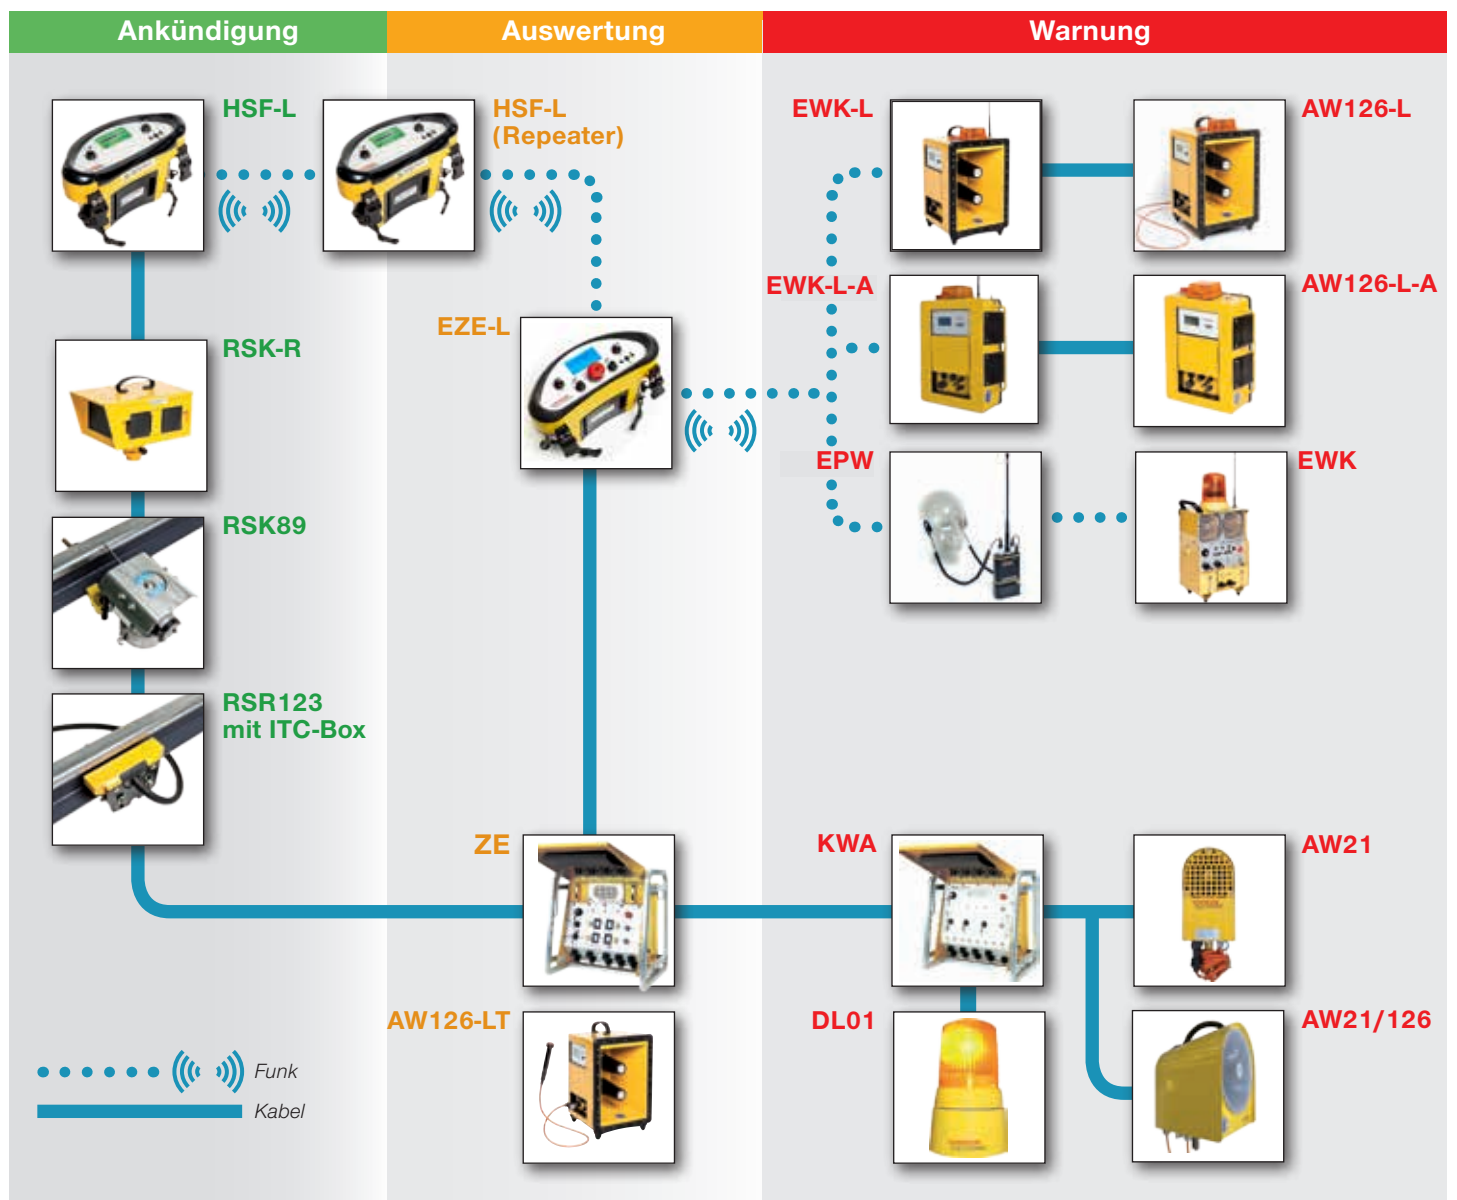 Ankündigung
Auswertung
Warnung
HSF-L
HSF-L
(Repeater)
EWK-L
AW126-L
EZE-L
EWK-L-A
AW126-L-A
RSK-R
EPW
EWK
RSK89
RSR123
mit ITC-Box
ZE
KWA
AW21
AW126-LT
DL01
AW21/126
Funk
Kabel